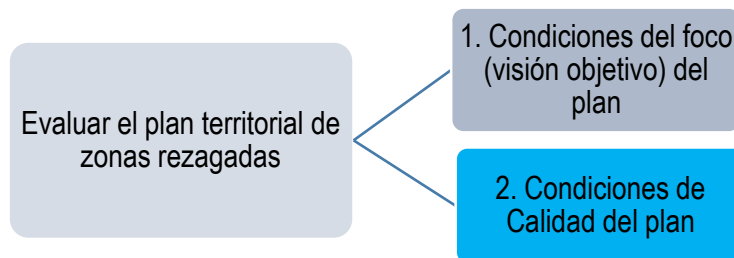 Evaluar el plan territorial de
zonas rezagadas
1. Condiciones del foco
(visión objetivo) del
plan
2. Condiciones de
Calidad del plan